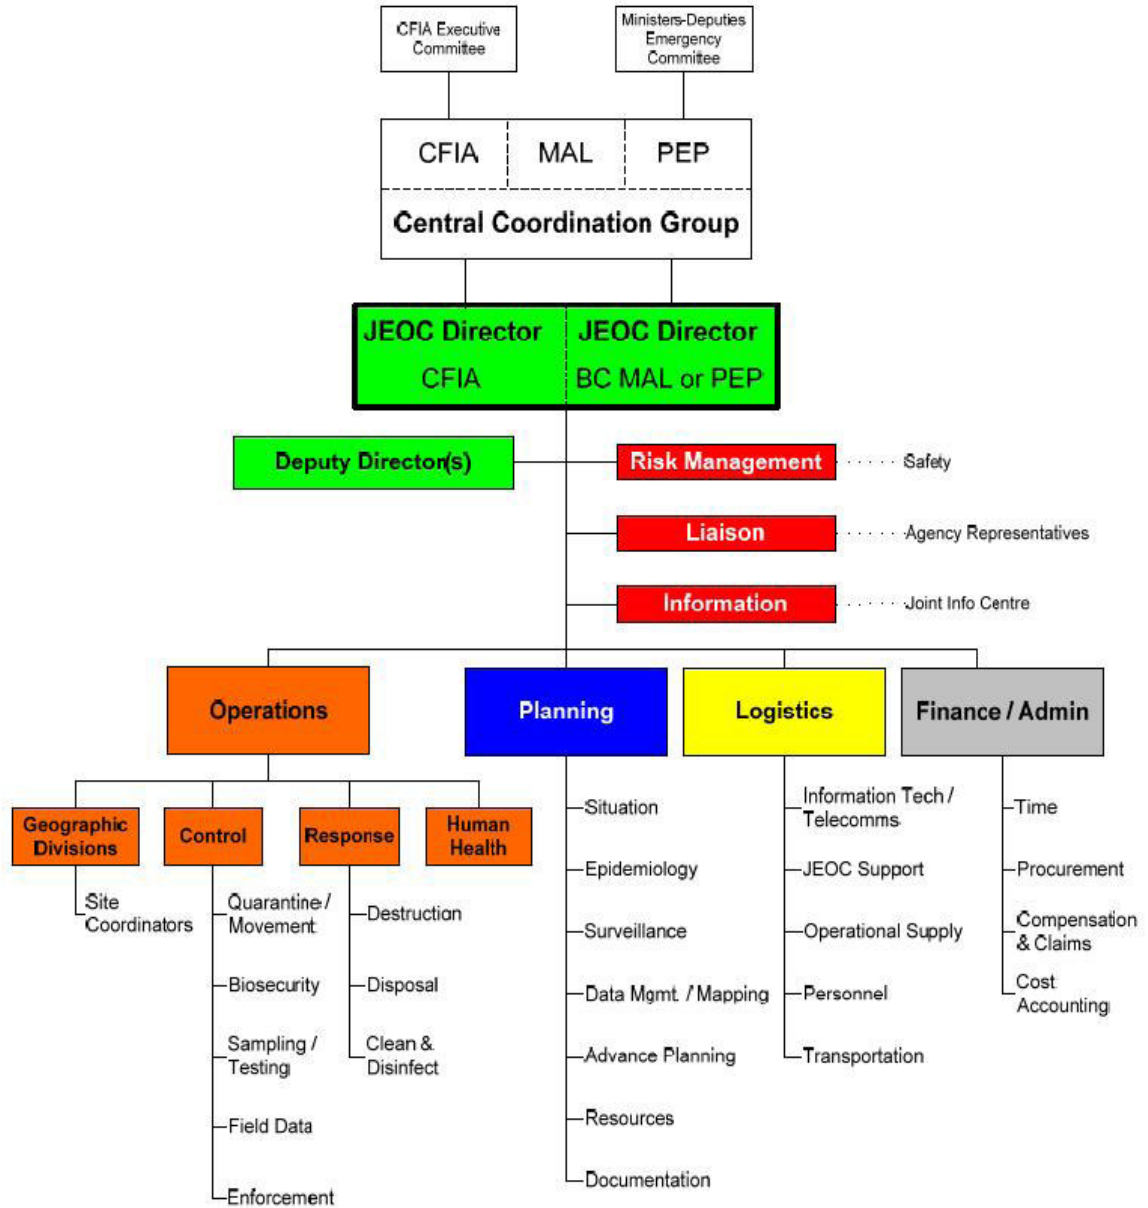 CFIA Executive
Committee
Ministers-Deputies
Emergency
Committee
CFIA
MAL
PEP
Central Coordination Group
JEOC Director
CFIA
JEOC Director
BC MAL or PEP
Deputy Director(s)
Risk Management
Safety
Liaison
Agency Representatives
Information
Joint Info Centre
Operations
Planning
Logistics
Finance / Admin
Geographic
Divisions
Control
Response
Human
Health
Site
Coordinators
Quarantine /
Movement
Biosecurity
Sampling /
Testing
Field Data
Enforcement
Destruction
Disposal
Clean &
Disinfect
Situation
Epidemiology
Surveillance
Data Mgmt. / Mapping
Advance Planning
Resources
Documentation
Information Tech /
Telecomms
JEOC Support
Operational Supply
Personnel
Transportation
Time
Procurement
Compensation
& Claims
Cost
Accounting